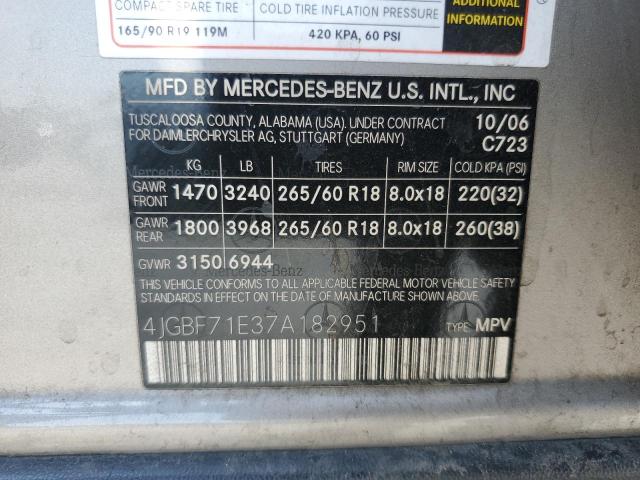 COMPACT SPARE TIRE COLD TIRE INFLATION PRESSURE ADDITIONAL
165/90 R19 119M 420 KPA, 60 PSI INFORMATION
MFD BY MERCEDES-BENZ U.S. INTL., INC
TUSCALOOSA COUNTY, ALABAMA (USA). UNDER CONTRACT 10/06
FOR DAIMLERCHRYSLER AG, STUTTGART (GERMANY) C723
KG LB TIRES RIM SIZE COLD KPA (PSI)
GAWR FRONT 1470 3240 265/60 R18 8.0x18 220(32)
GAWR REAR 1800 3968 265/60 R18 8.0x18 260(38)
GVWR 3150 6944
THIS VEHICLE CONFORMS TO ALL APPLICABLE FEDERAL MOTOR VEHICLE SAFETY
STANDARDS IN EFFECT ON THE DATE OF MANUFACTURE SHOWN ABOVE.
4JGBF71E37A182951 TYPE: MPV